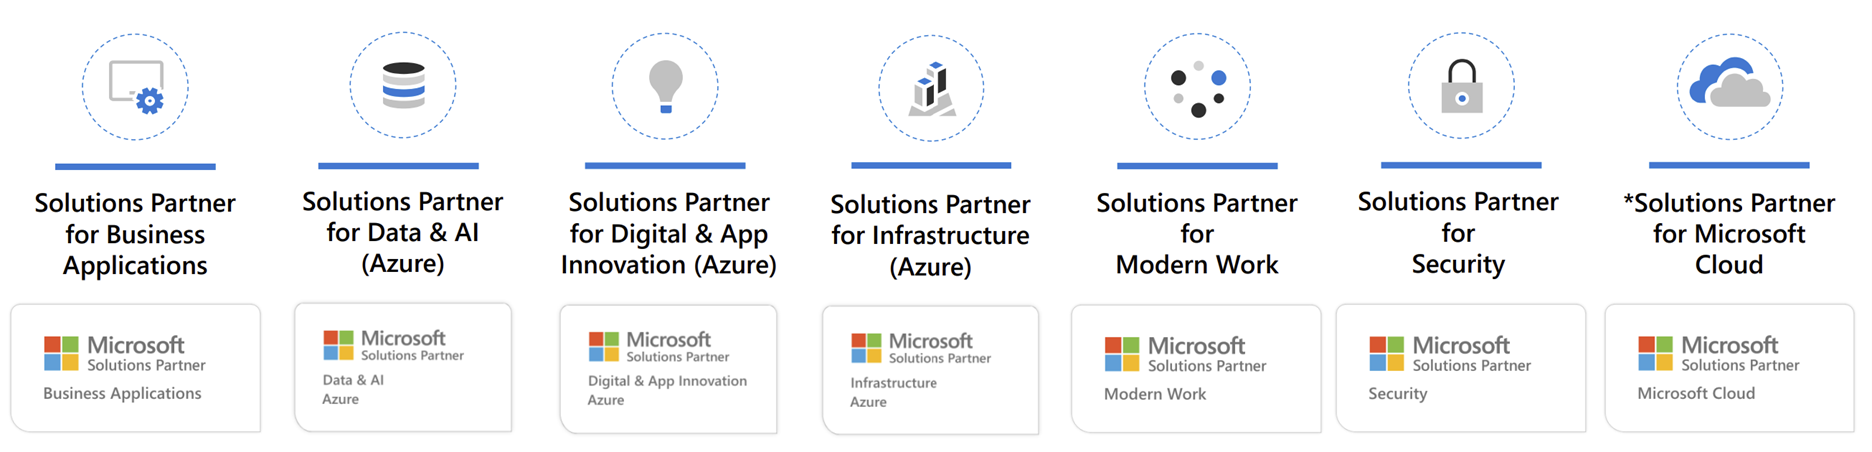 Solutions Partner
for Business
Applications
Solutions Partner
for Data & AI
(Azure)
Solutions Partner
for Digital & App
Innovation (Azure)
Solutions Partner
for Infrastructure
(Azure)
Solutions Partner
for
Modern Work
Solutions Partner
for
Security
*Solutions Partner
for Microsoft
Cloud
Microsoft
Solutions Partner
Business Applications
Microsoft
Solutions Partner
Data & AI
Azure
Microsoft
Solutions Partner
Digital & App Innovation
Azure
Microsoft
Solutions Partner
Infrastructure
Azure
Microsoft
Solutions Partner
Modern Work
Microsoft
Solutions Partner
Security
Microsoft
Solutions Partner
Microsoft Cloud